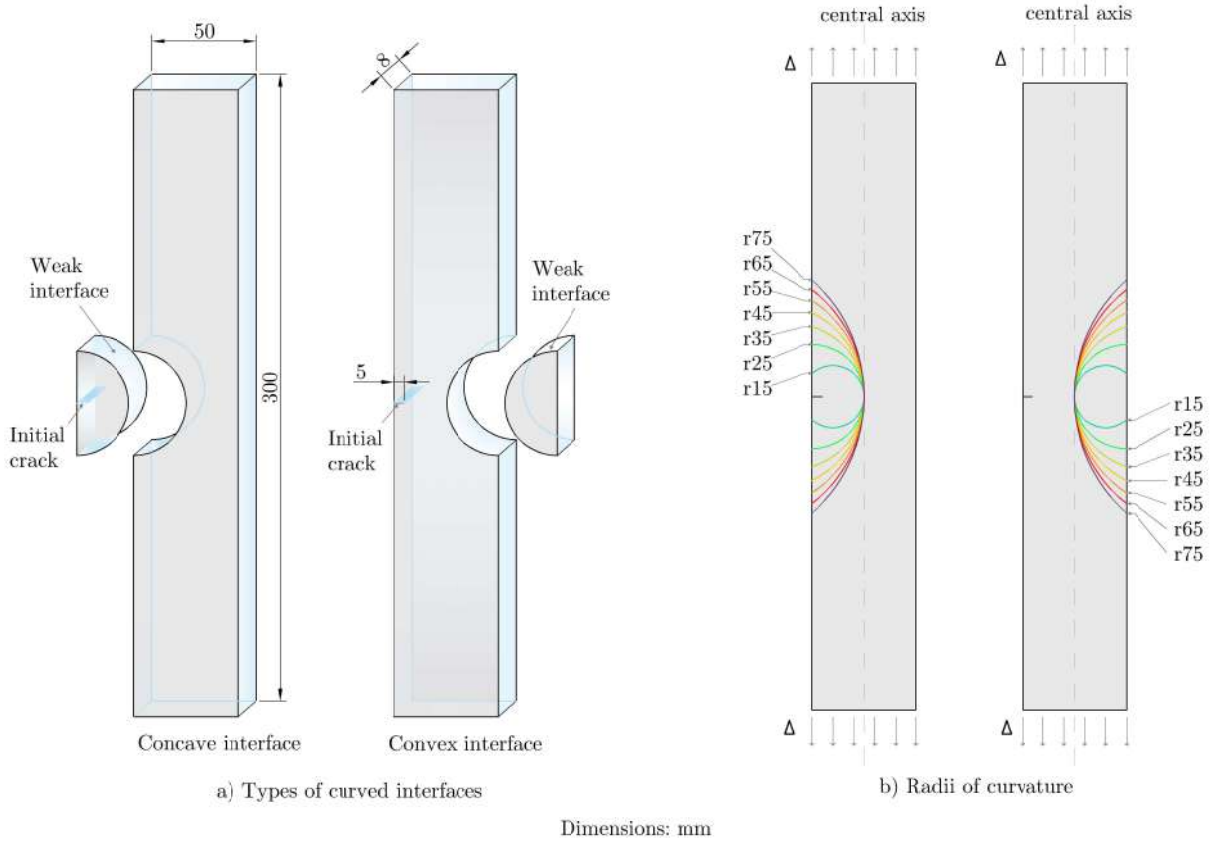 50
8
300
Weak
interface
Initial
crack
Concave interface
5
Weak
interface
Initial
crack
Convex interface
a) Types of curved interfaces
central axis
Δ
r75
r65
r55
r45
r35
r25
r15
Δ
central axis
Δ
r15
r25
r35
r45
r55
r65
r75
Δ
b) Radii of curvature
Dimensions: mm